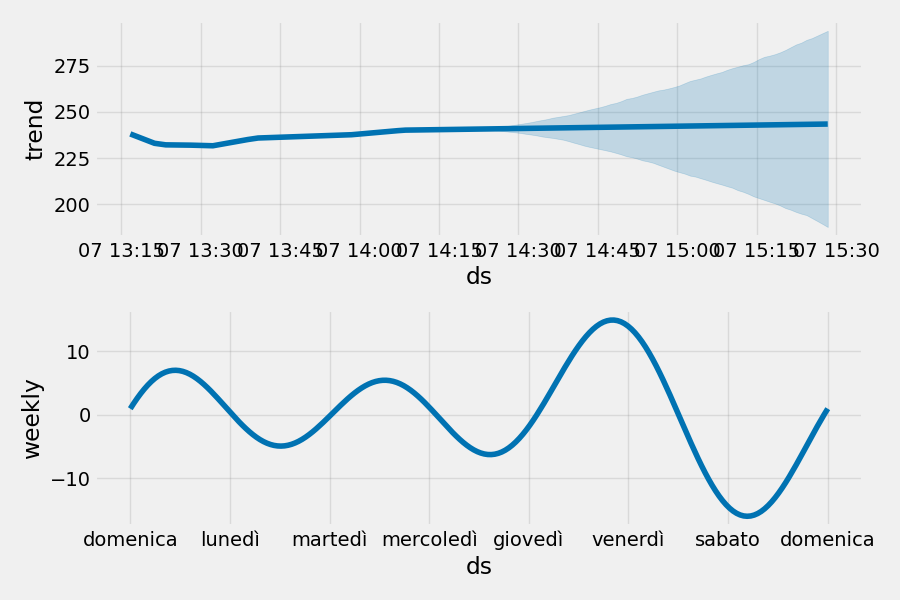 275
250
225
200
trend
07 13:15 07 13:30 07 13:45 07 14:00 07 14:15 07 14:30 07 14:45 07 15:00 07 15:15 07 15:30
ds
10
0
−10
weekly
domenica lunedì martedì mercoledì giovedì venerdì sabato domenica
ds